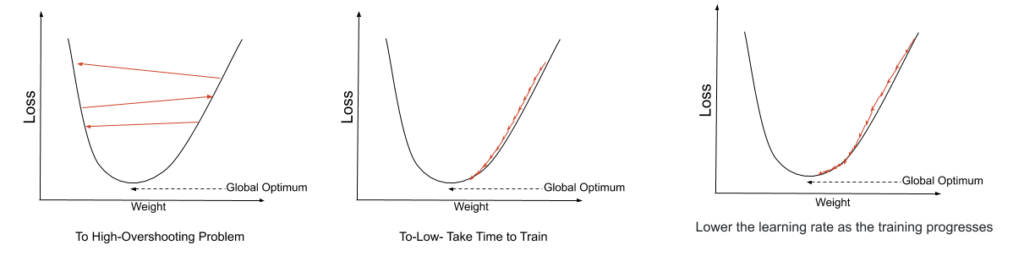 Loss
Global Optimum
Weight
To High-Overshooting Problem
Loss
Global Optimum
Weight
To-Low- Take Time to Train
Loss
Global Optimum
Weight
Lower the learning rate as the training progresses